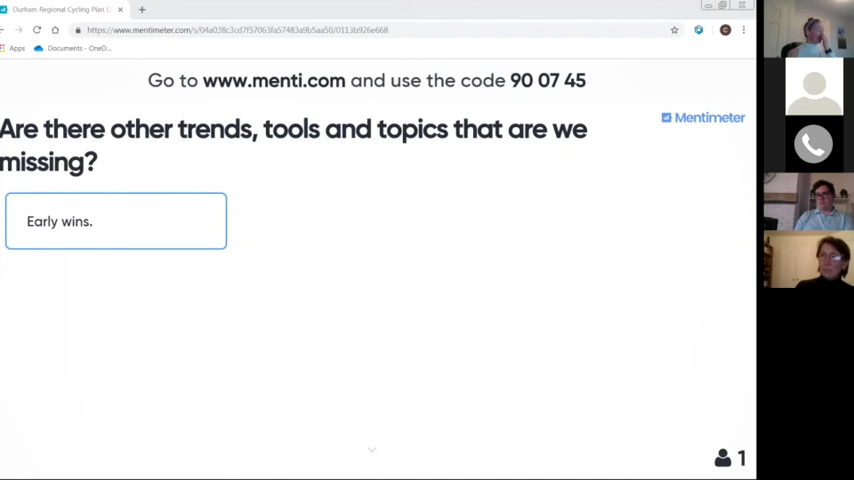 Durham Regional Cycling Plan U
https://www.mentimeter.com/s/04a038c3cd7f57063fa57483a9b5aa50/0113b926e668
C
Apps
Documents - OneD...
Go to www.menti.com and use the code 90 07 45
Are there other trends, tools and topics that are we
missing?
Mentimeter
Early wins.
1